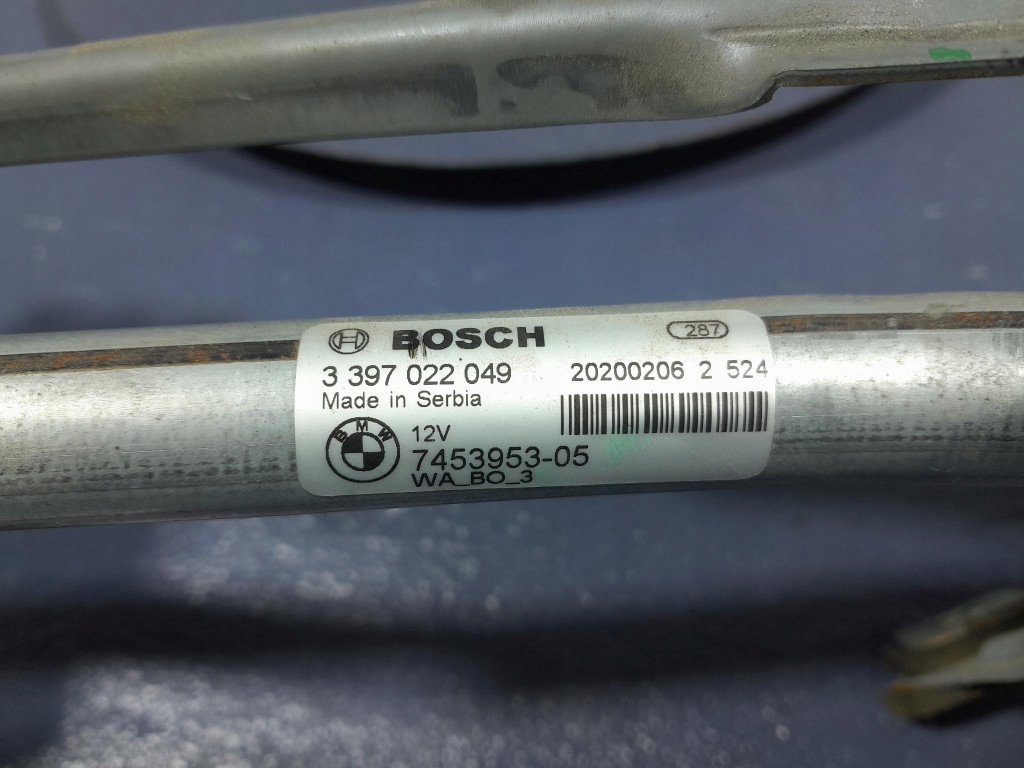 BOSCH 287
3 397 022 049 20200206 2 524
Made in Serbia
BMW
12V
7453953-05
WA_BO_3